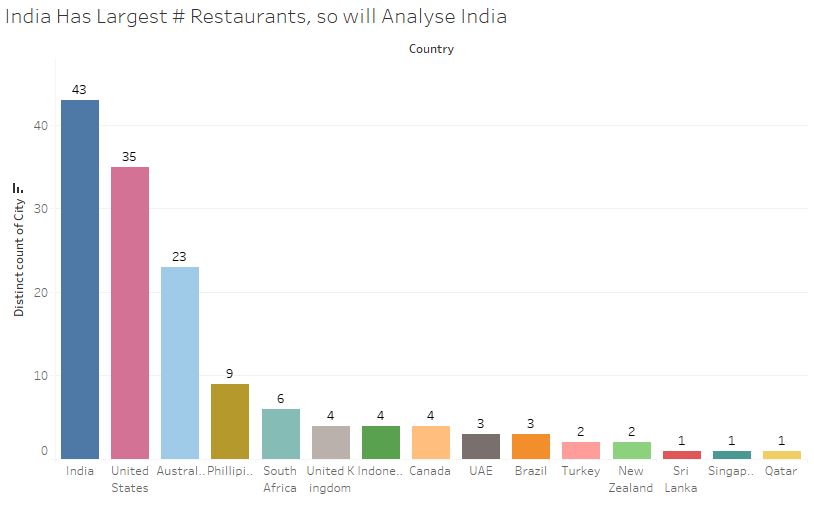 India Has Largest # Restaurants, so will Analyse India
Country
43
35
23
9
6
4
4
4
3
3
2
2
1
1
1
40
30
20
10
0
Distinct count of City
India
United States
Austral..
Phillipi..
South Africa
United K ingdom
Indone..
Canada
UAE
Brazil
Turkey
New Zealand
Sri Lanka
Singap..
Qatar